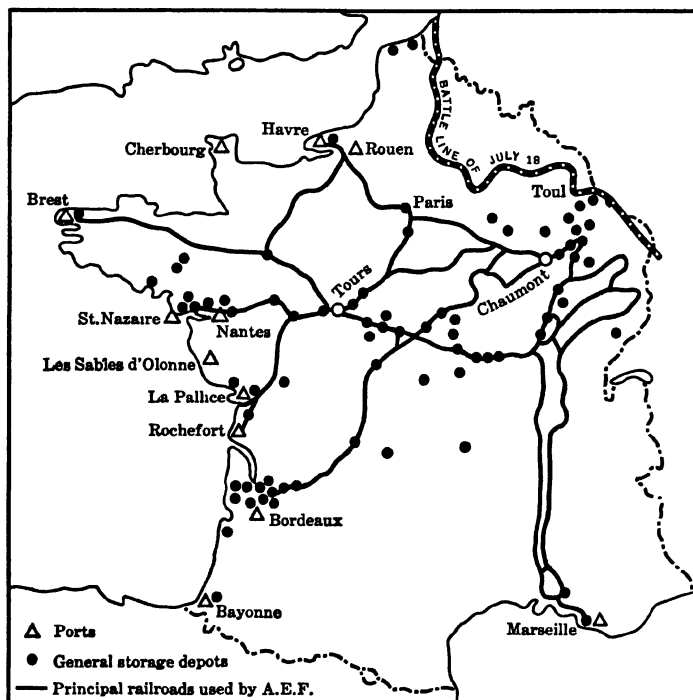 BATTLE LINE OF JULY 18
Havre
Cherbourg
Rouen
Toul
Brest
Paris
Tours
Chaumont
St. Nazaire
Nantes
Les Sables d'Olonne
La Pallice
Rochefort
Bordeaux
Bayonne
Marseille
Ports
General storage depots
Principal railroads used by A.E.F.